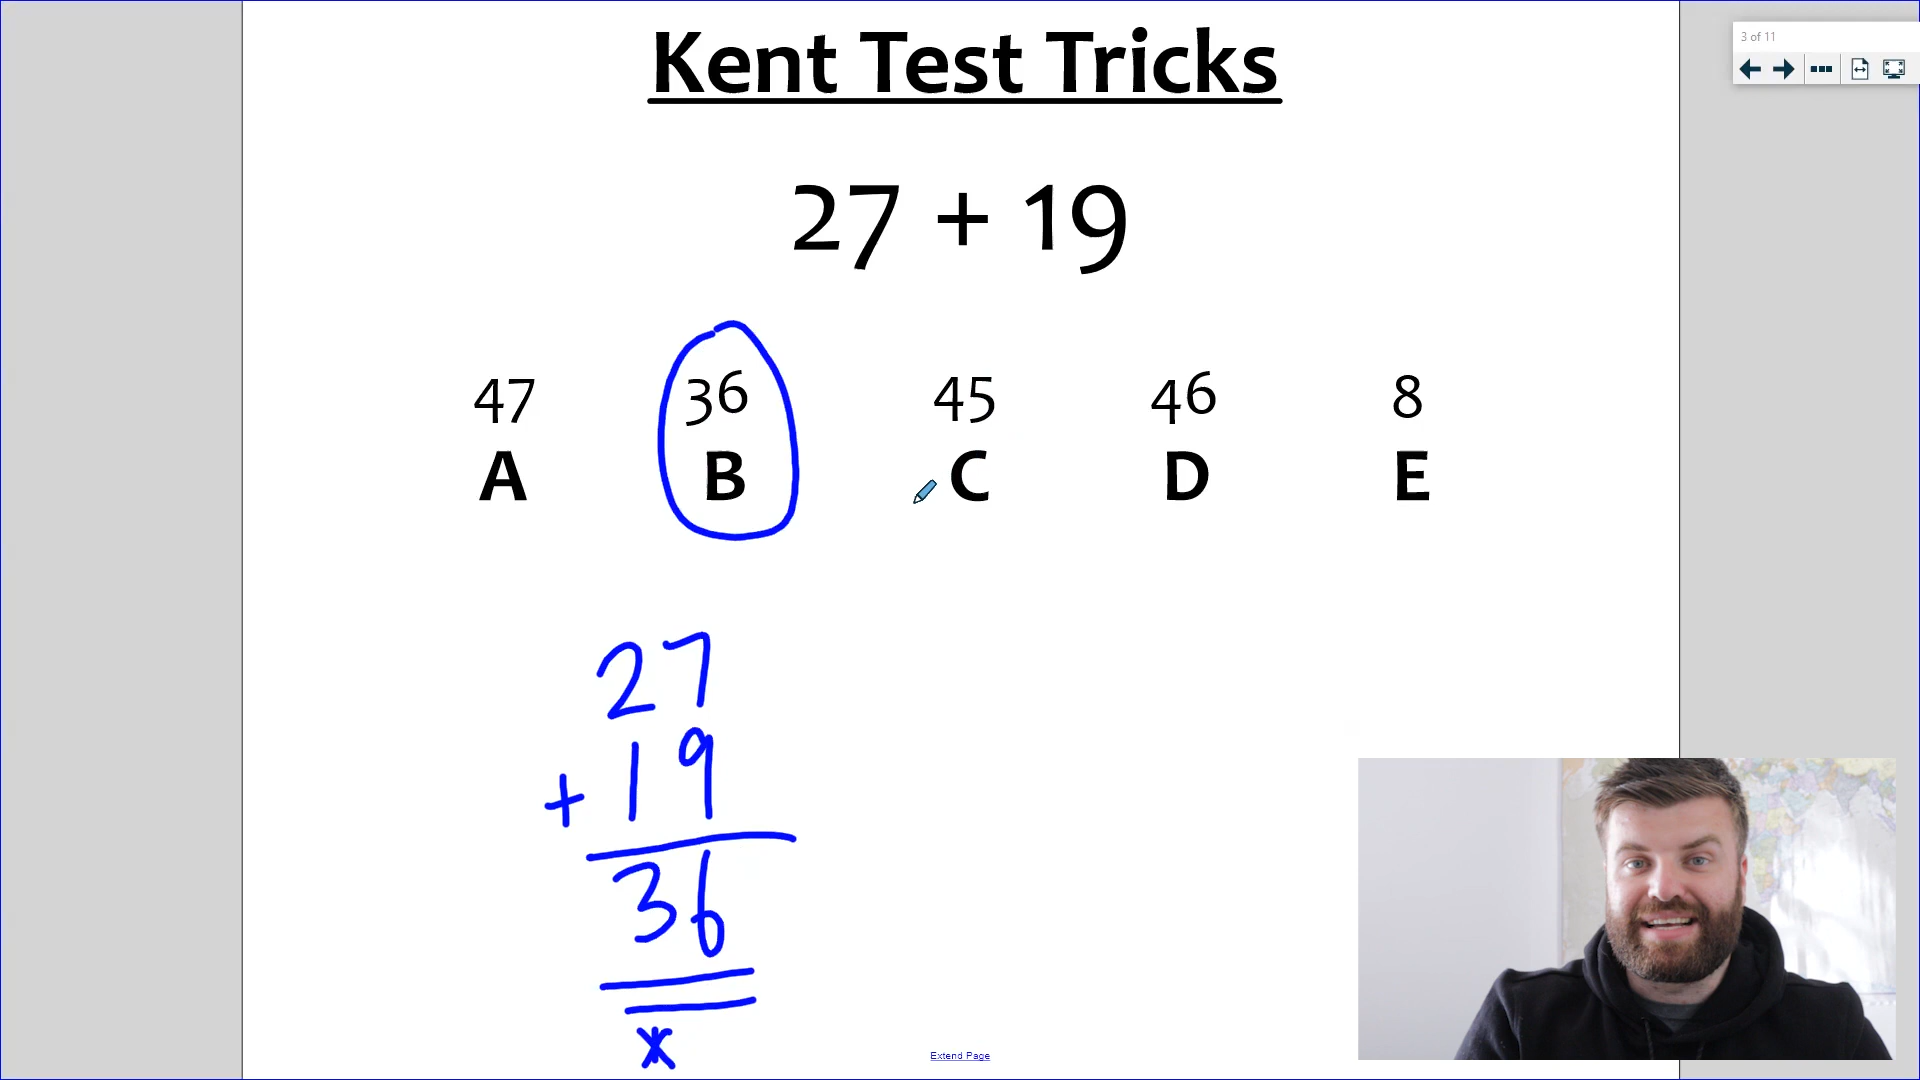 3 of 11
Kent Test Tricks
27 + 19
47 36 45 46 8
A B C D E
27
+ 19
36
x
Extend Page